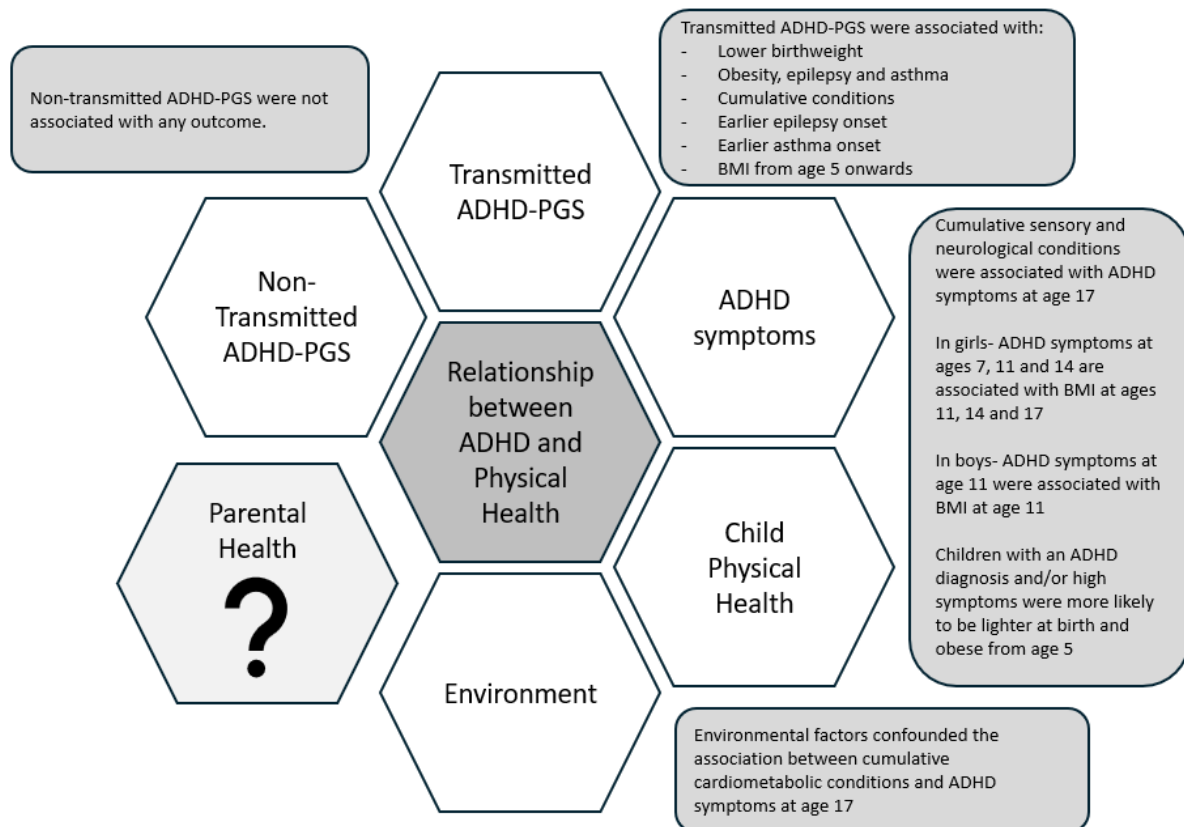 Non-transmitted ADHD-PGS were not
associated with any outcome.
Transmitted
ADHD-PGS
Transmitted ADHD-PGS were associated with:
- Lower birthweight
- Obesity, epilepsy and asthma
- Cumulative conditions
- Earlier epilepsy onset
- Earlier asthma onset
- BMI from age 5 onwards
Non-
Transmitted
ADHD-PGS
ADHD
symptoms
Cumulative sensory and
neurological conditions
were associated with ADHD
symptoms at age 17
In girls- ADHD symptoms at
ages 7, 11 and 14 are
associated with BMI at ages
11, 14 and 17
In boys- ADHD symptoms at
age 11 were associated with
BMI at age 11
Children with an ADHD
diagnosis and/or high
symptoms were more likely
to be lighter at birth and
obese from age 5
Relationship
between
ADHD and
Physical
Health
Parental
Health
?
Child
Physical
Health
Environment
Environmental factors confounded the
association between cumulative
cardiometabolic conditions and ADHD
symptoms at age 17